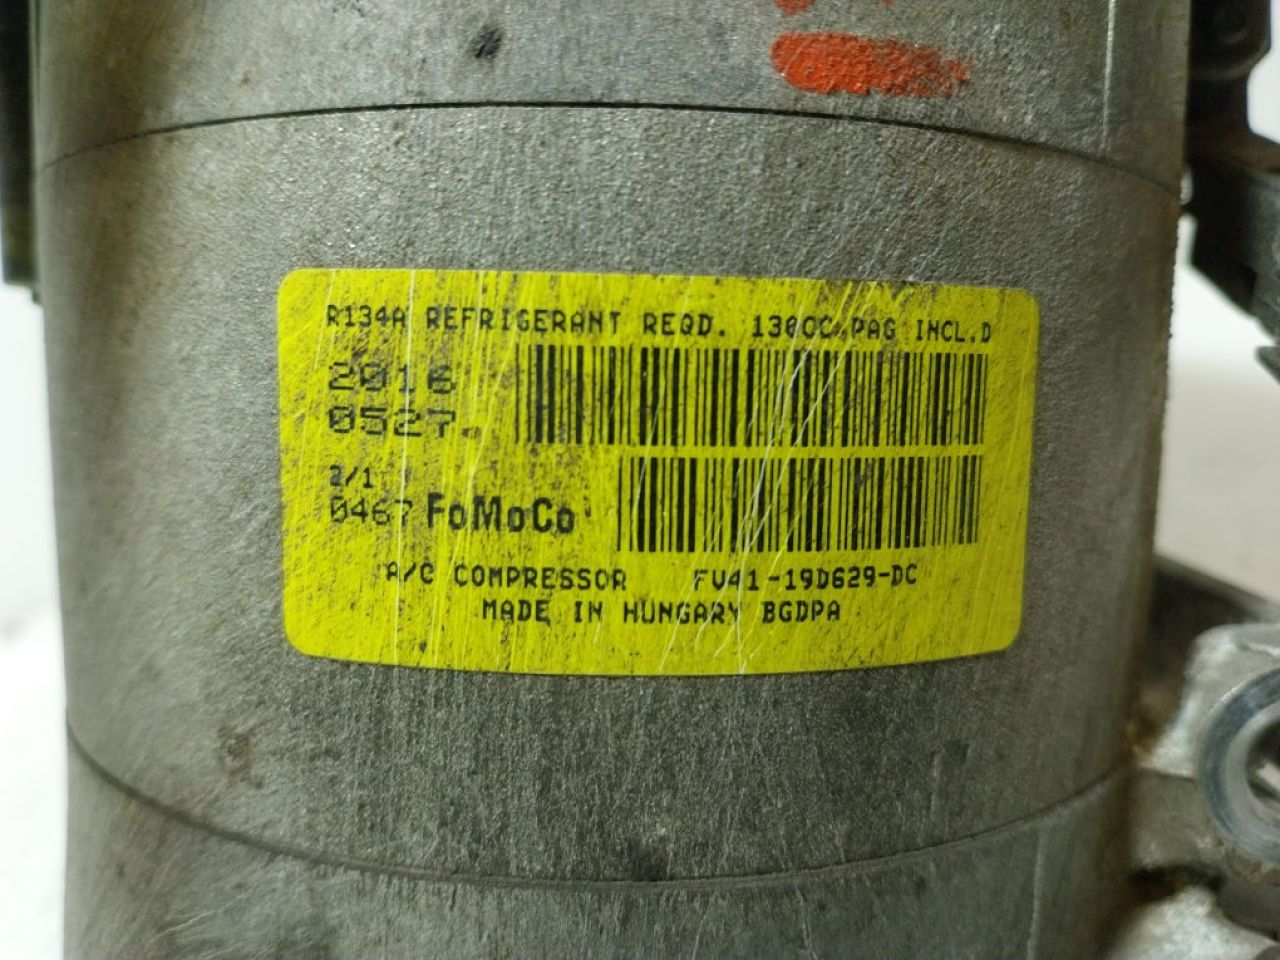 R134A REFRIGERANT REQD. 130CC PAG INCL.D
2016
0527.
2/1
0467 FoMoCo
A/C COMPRESSOR FV41-19D629-DC
MADE IN HUNGARY BGDPA